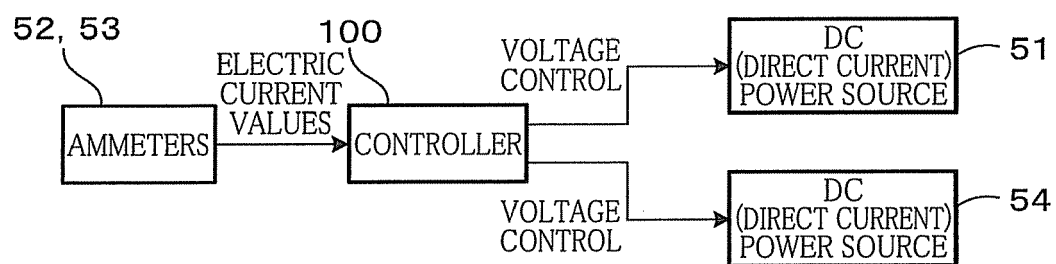 52, 53
AMMETERS
ELECTRIC
CURRENT
VALUES
100
CONTROLLER
VOLTAGE
CONTROL
DC
(DIRECT CURRENT)
POWER SOURCE
51
VOLTAGE
CONTROL
DC
(DIRECT CURRENT)
POWER SOURCE
54